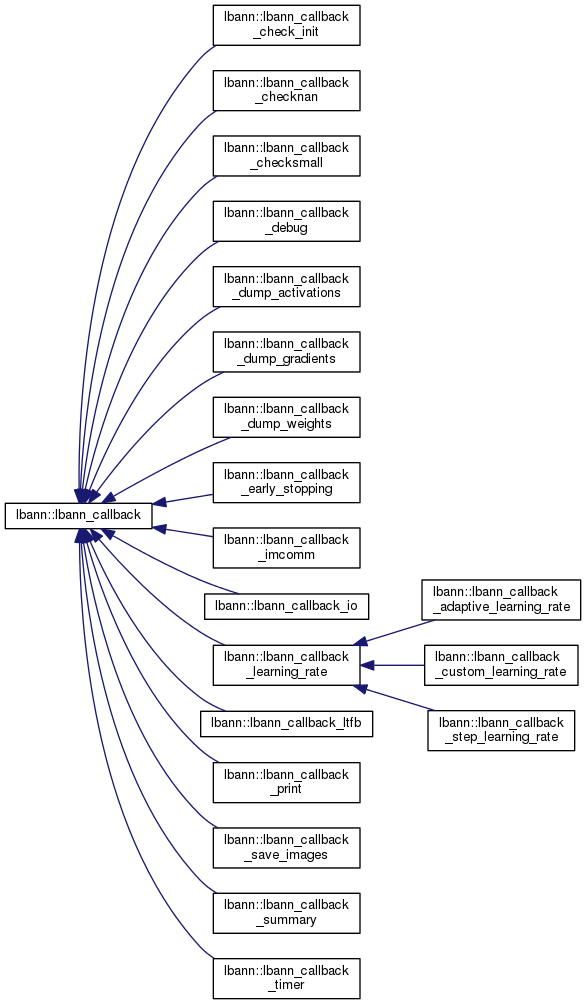 lbann::lbann_callback
_check_init
lbann::lbann_callback
_checknan
lbann::lbann_callback
_checksmall
lbann::lbann_callback
_debug
lbann::lbann_callback
_dump_activations
lbann::lbann_callback
_dump_gradients
lbann::lbann_callback
_dump_weights
lbann::lbann_callback
_early_stopping
lbann::lbann_callback
lbann::lbann_callback
_imcomm
lbann::lbann_callback_io
lbann::lbann_callback
_adaptive_learning_rate
lbann::lbann_callback
_learning_rate
lbann::lbann_callback
_custom_learning_rate
lbann::lbann_callback_ltfb
lbann::lbann_callback
_step_learning_rate
lbann::lbann_callback
_print
lbann::lbann_callback
_save_images
lbann::lbann_callback
_summary
lbann::lbann_callback
_timer